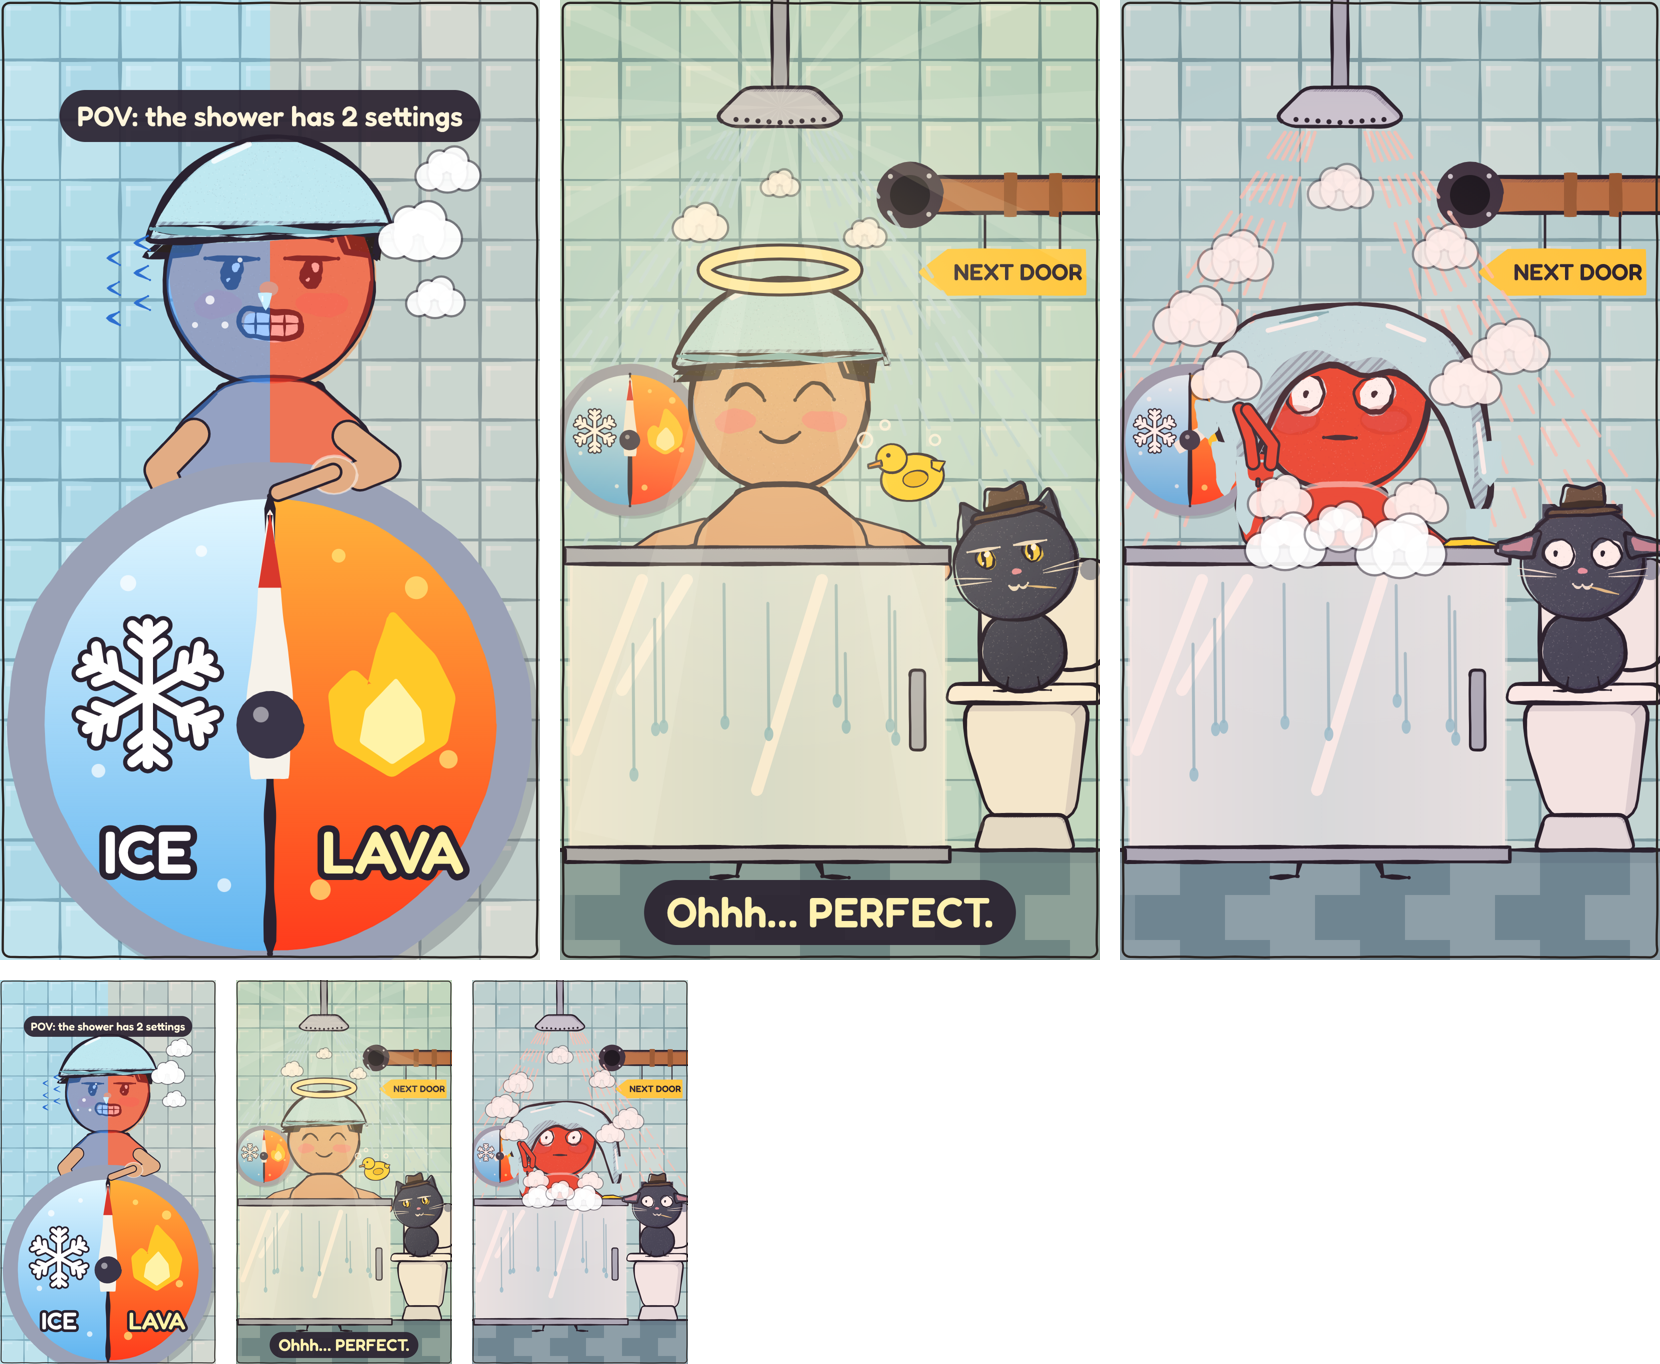 POV: the shower has 2 settings
ICE
LAVA
NEXT DOOR
Ohhh... PERFECT.
NEXT DOOR
POV: the shower has 2 settings
ICE
LAVA
NEXT DOOR
Ohhh... PERFECT.
NEXT DOOR